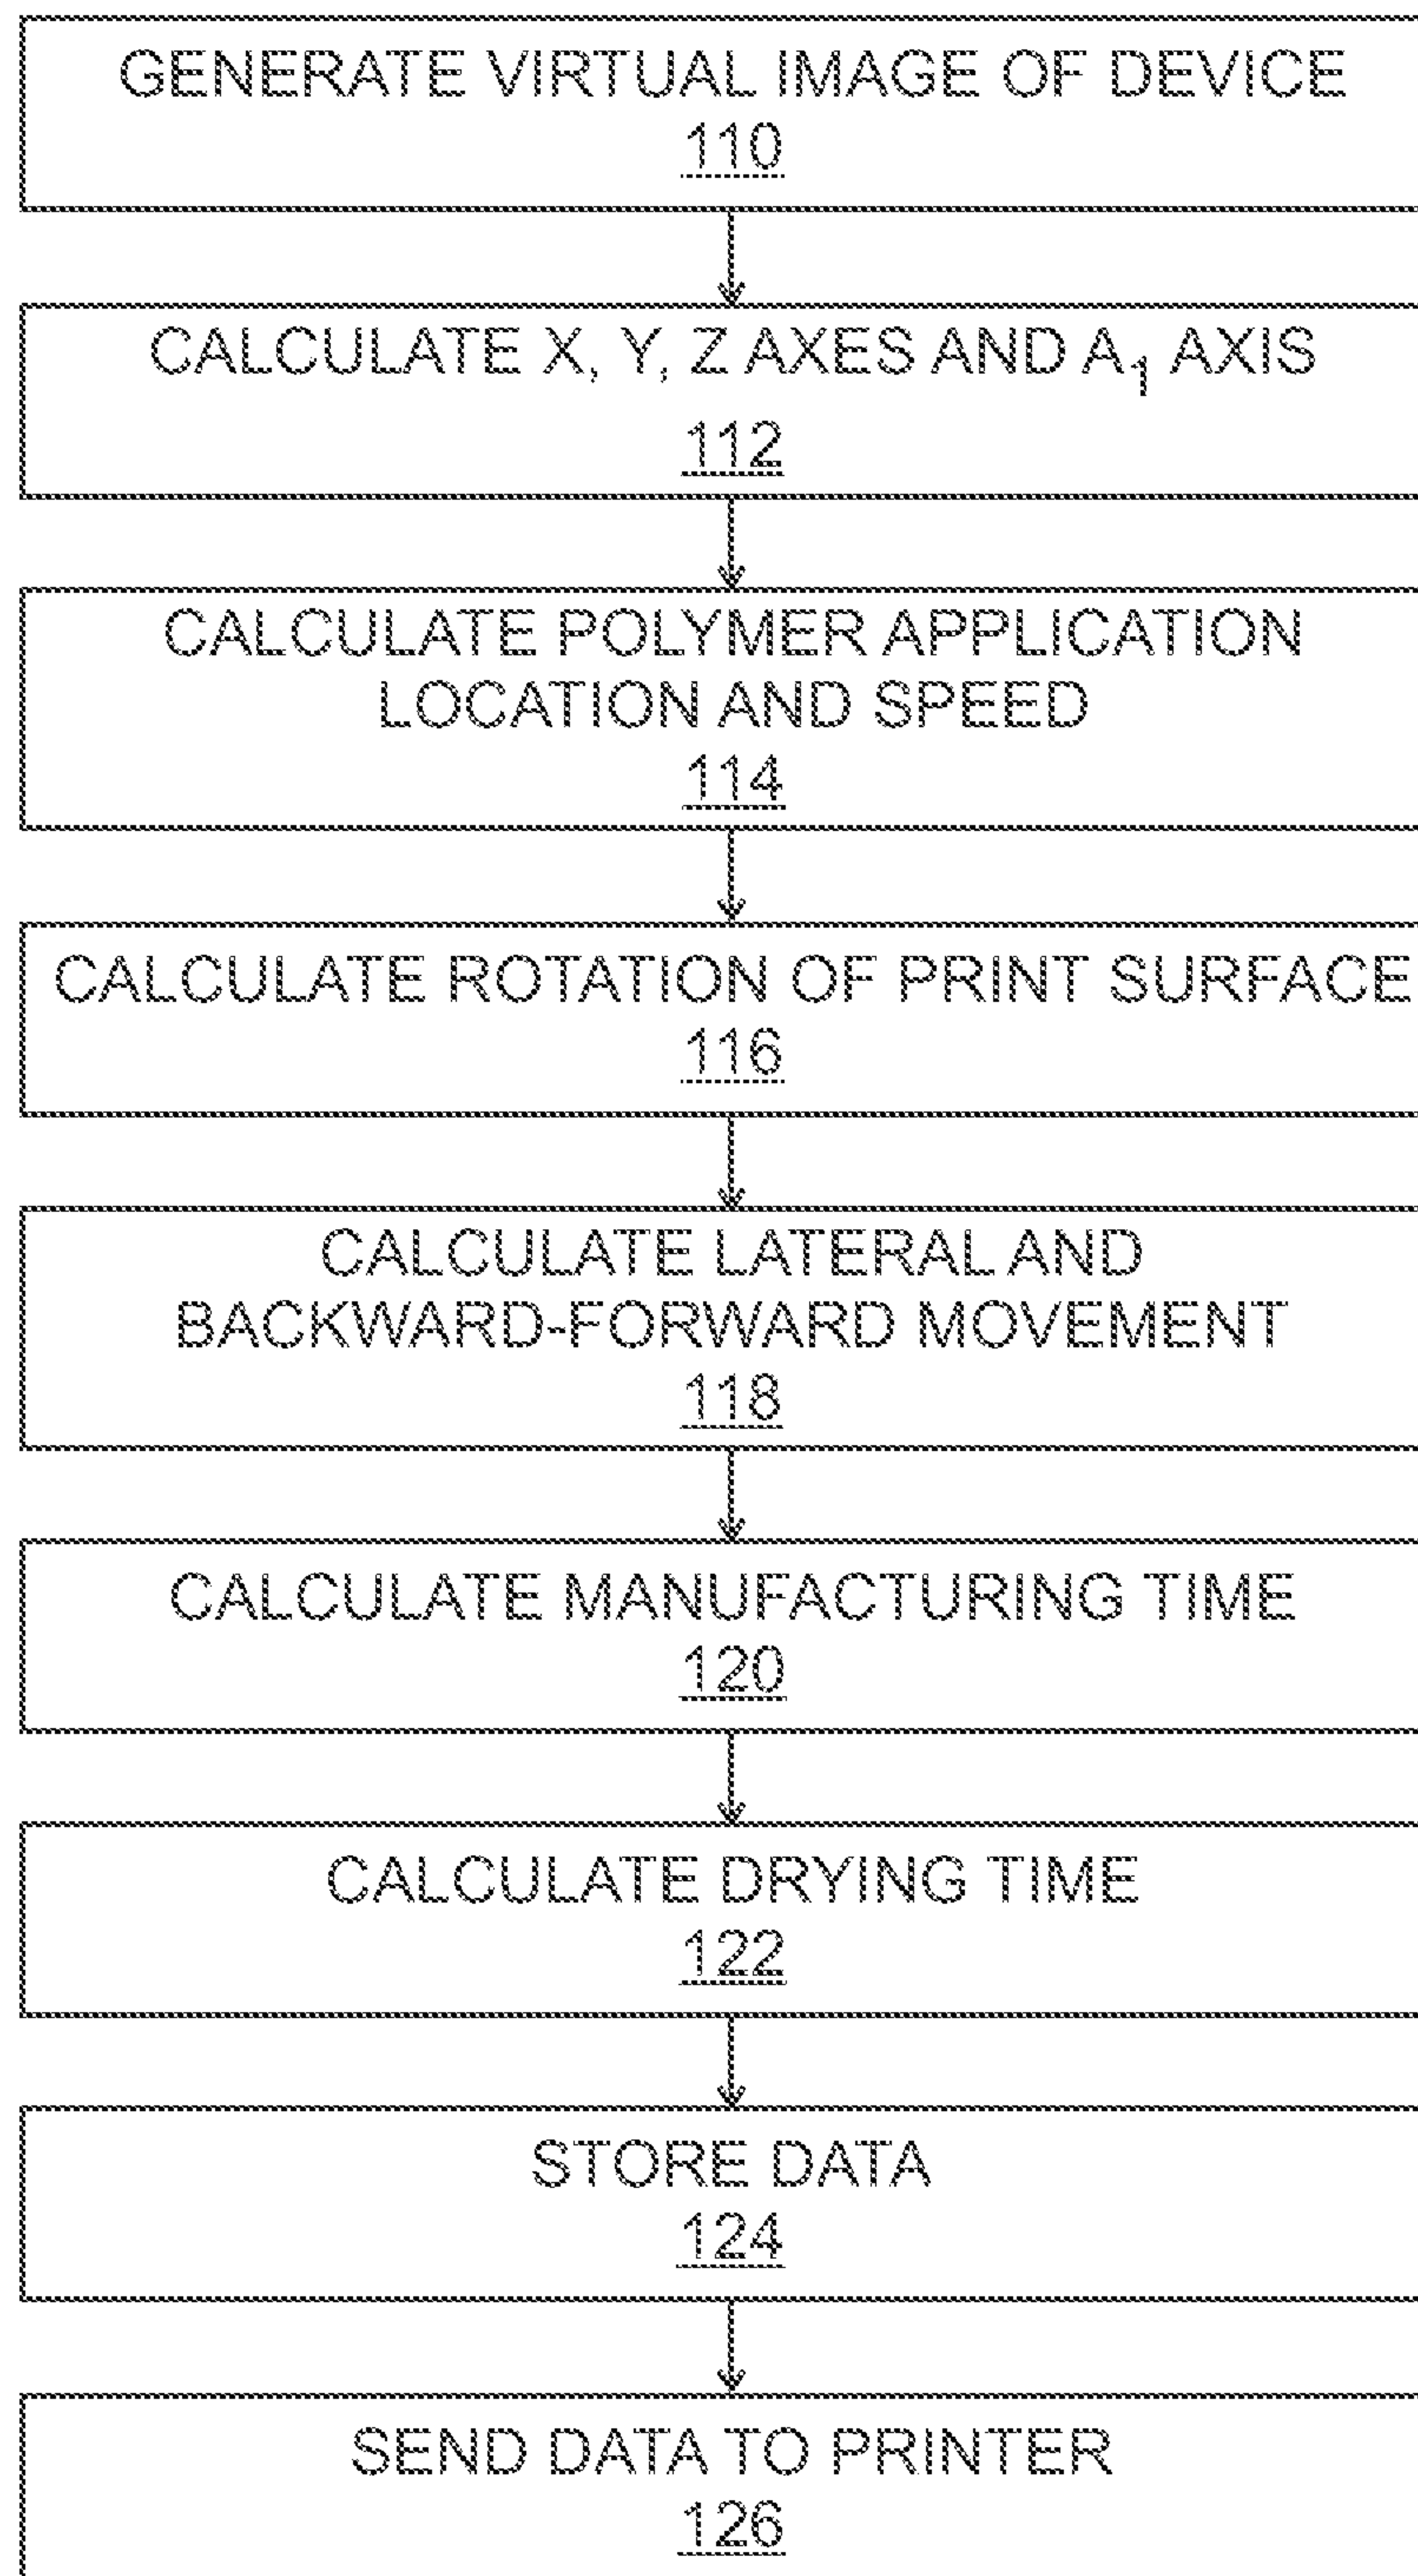 GENERATE VIRTUAL IMAGE OF DEVICE
110
CALCULATE X, Y, Z AXES AND A₁ AXIS
112
CALCULATE POLYMER APPLICATION
LOCATION AND SPEED
114
CALCULATE ROTATION OF PRINT SURFACE
116
CALCULATE LATERAL AND
BACKWARD-FORWARD MOVEMENT
118
CALCULATE MANUFACTURING TIME
120
CALCULATE DRYING TIME
122
STORE DATA
124
SEND DATA TO PRINTER
126